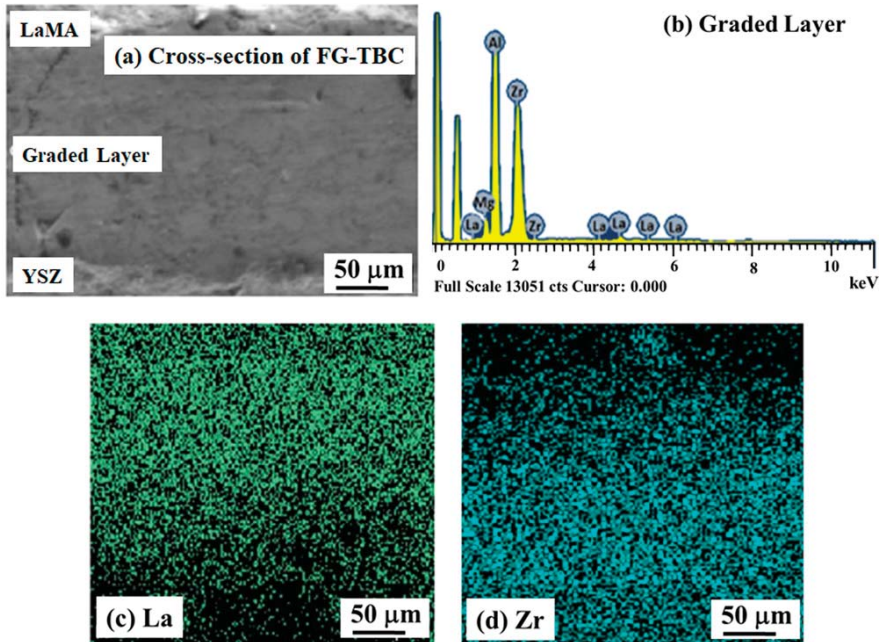 LaMA
(a) Cross-section of FG-TBC
Graded Layer
YSZ
50 µm
(b) Graded Layer
Al
Zr
Mg
La
Zr
La
La
La
La
0 2 4 6 8 10
Full Scale 13051 cts Cursor: 0.000 keV
(c) La
50 µm
(d) Zr
50 µm